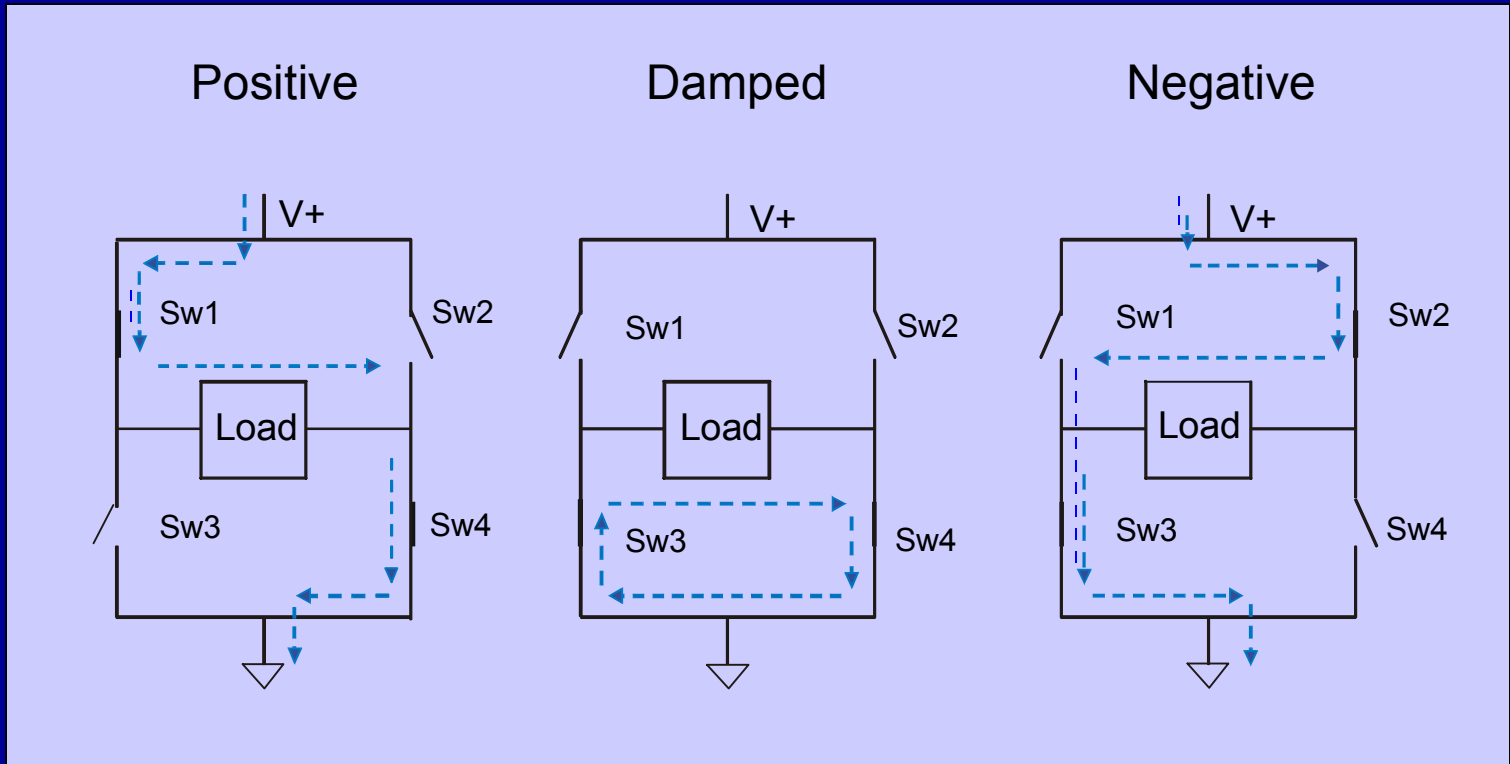 Positive
Damped
Negative
V+
V+
V+
Sw1
Sw2
Sw1
Sw2
Sw1
Sw2
Load
Load
Load
Sw3
Sw4
Sw3
Sw4
Sw3
Sw4